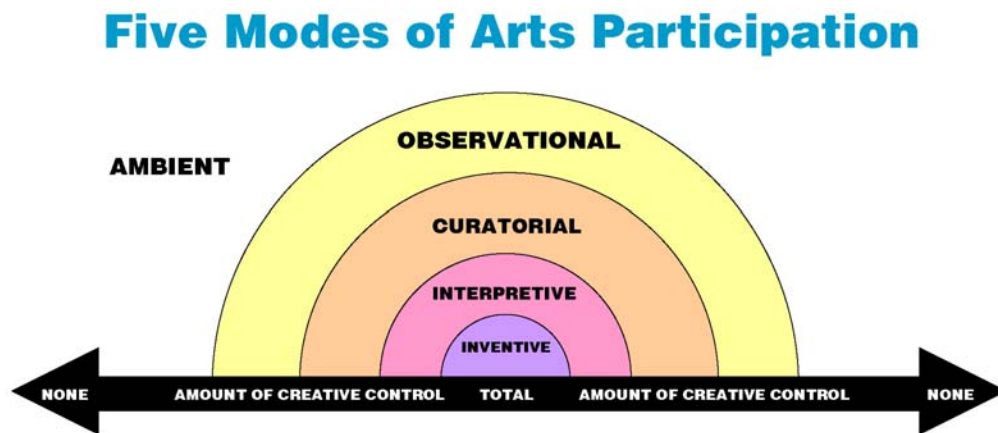 Five Modes of Arts Participation
OBSERVATIONAL
AMBIENT
CURATORIAL
INTERPRETIVE
INVENTIVE
NONE AMOUNT OF CREATIVE CONTROL TOTAL AMOUNT OF CREATIVE CONTROL NONE